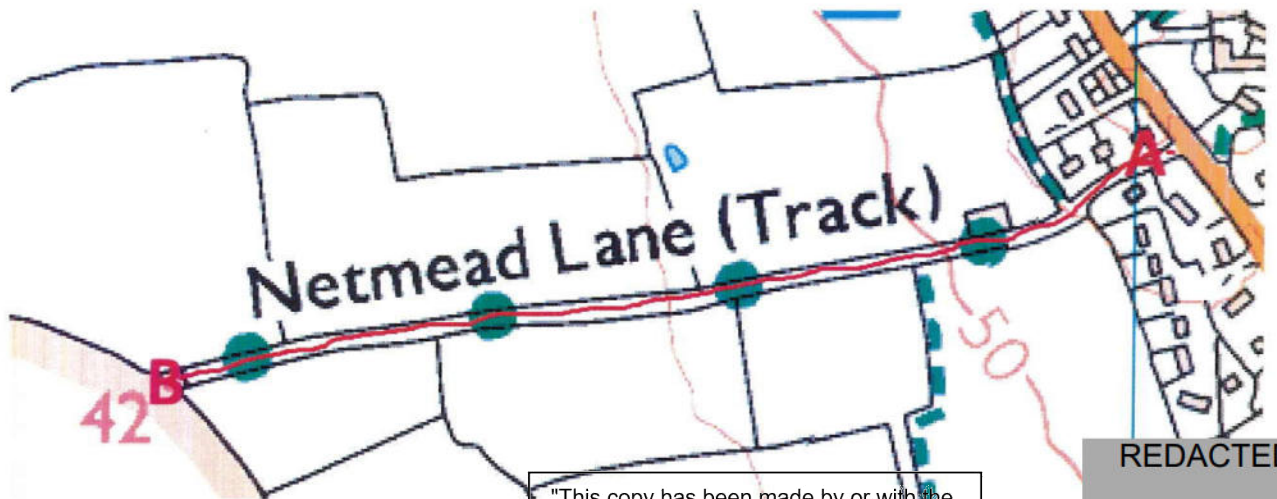 Netmead Lane (Track)
A
B
42
50
REDACTE
"This copy has been made by or with the